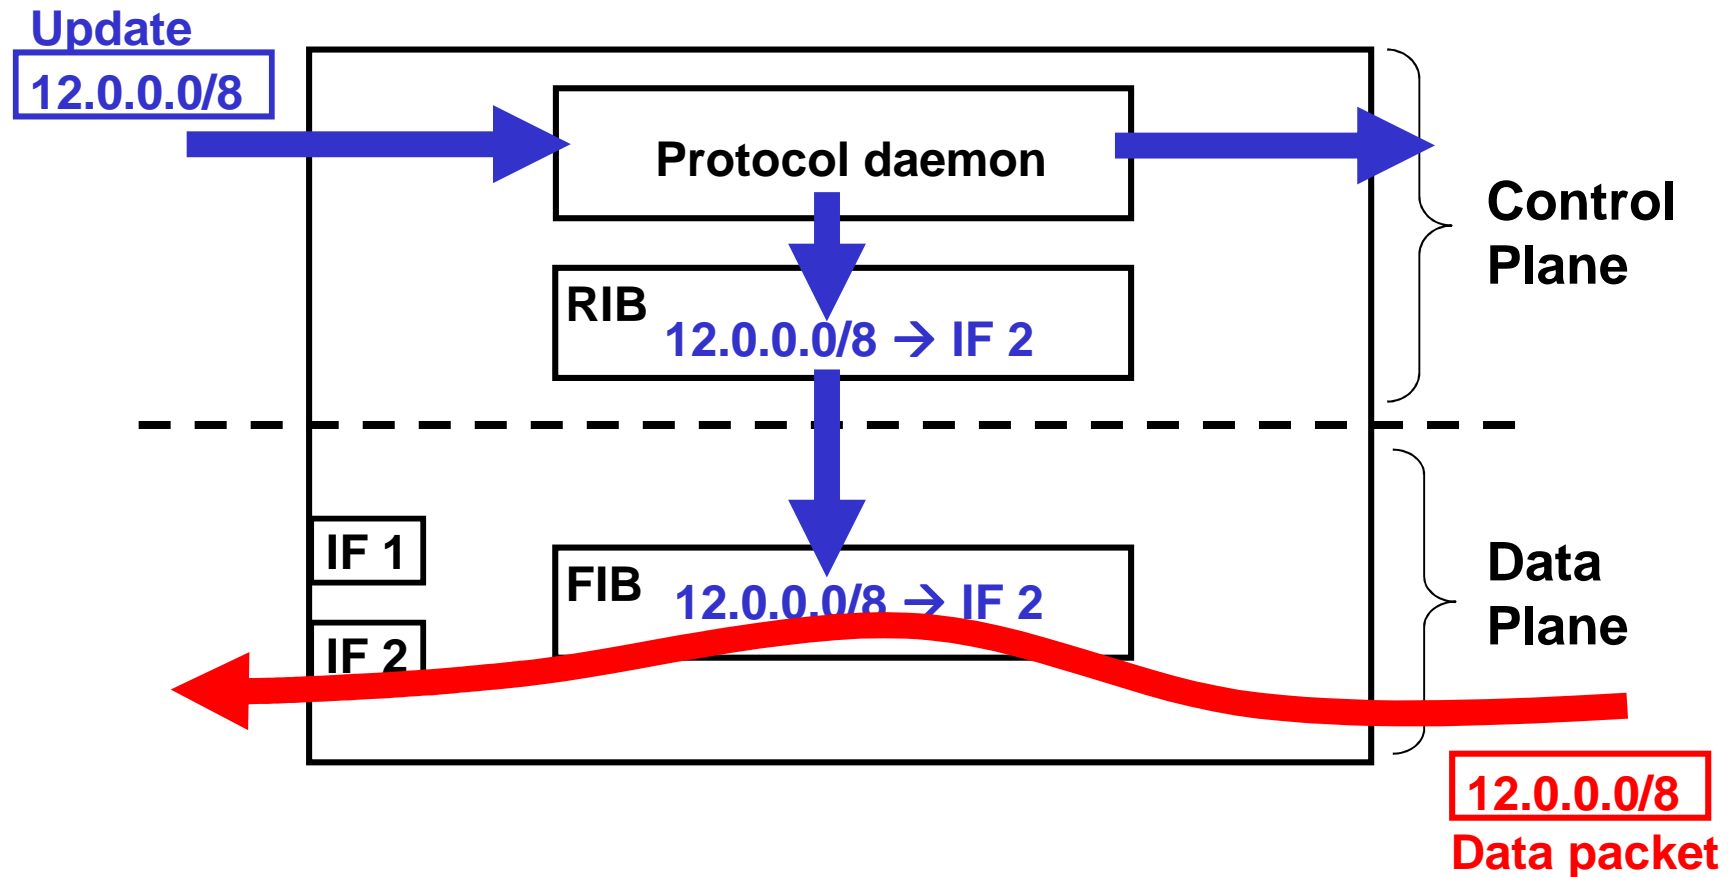 Update
12.0.0.0/8
Protocol daemon
Control
Plane
RIB
12.0.0.0/8 → IF 2
IF 1
FIB
12.0.0.0/8 → IF 2
Data
Plane
IF 2
12.0.0.0/8
Data packet